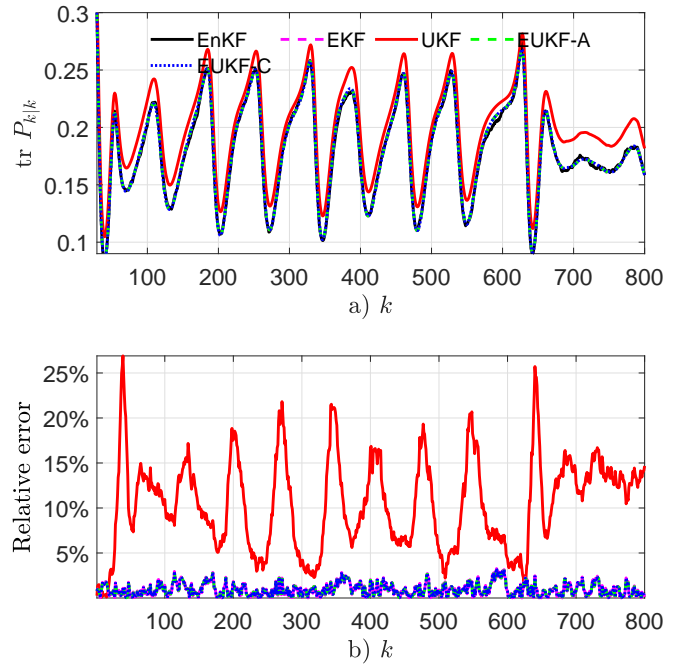 0.3
EnKF EKF UKF EUKF-A
EUKF-C
0.25
0.2
0.15
0.1
tr P_{k|k}
100 200 300 400 500 600 700 800
a) k
25%
20%
15%
10%
5%
Relative error
100 200 300 400 500 600 700 800
b) k